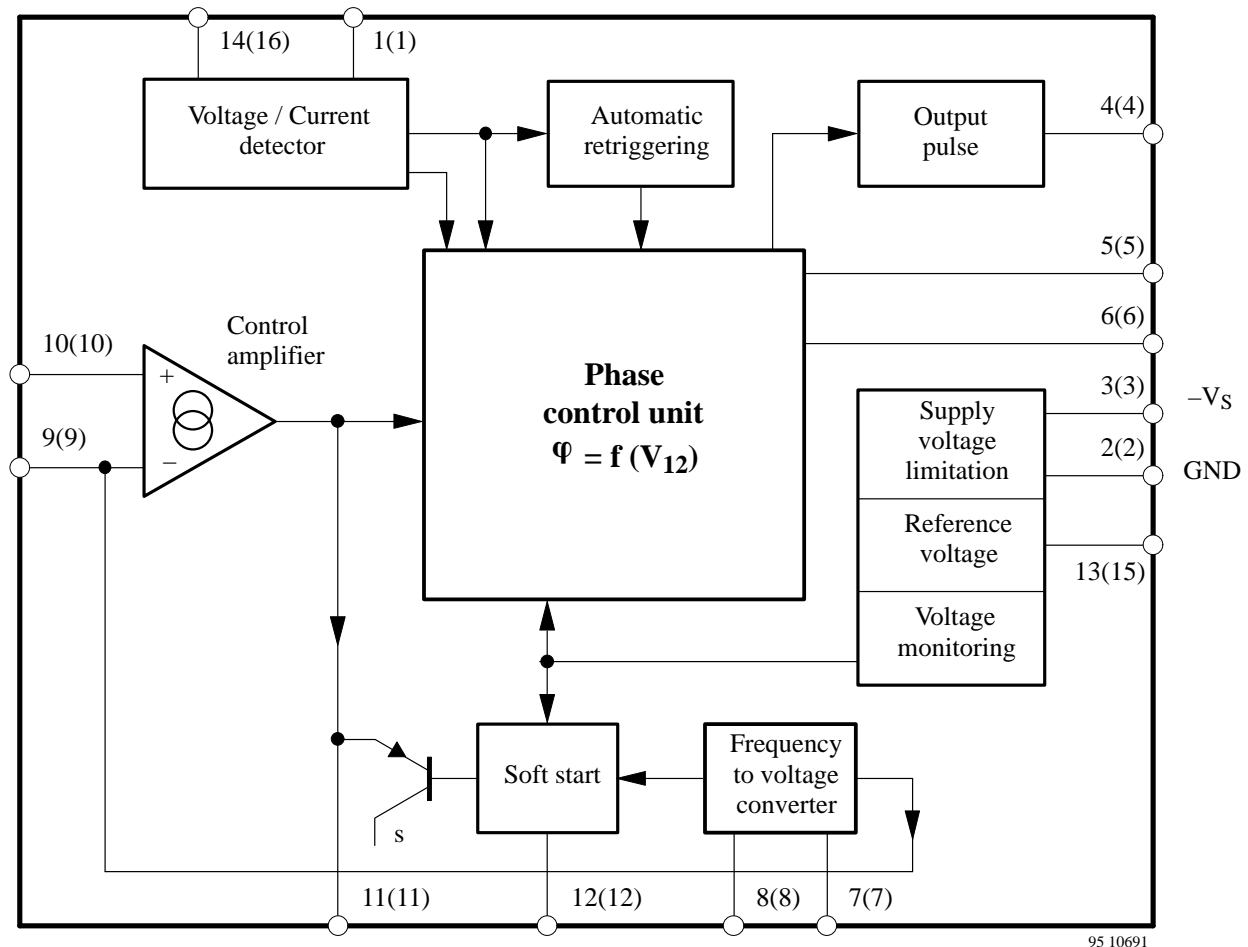 14(16)
1(1)
Voltage / Current
detector
Automatic
retriggering
Output
pulse
4(4)
5(5)
6(6)
Control
amplifier
10(10)
+
9(9)
−
Phase
control unit
φ = f (V12)
Supply
voltage
limitation
3(3)
–VS
2(2)
GND
Reference
voltage
13(15)
Voltage
monitoring
Soft start
Frequency
to voltage
converter
s
11(11)
12(12)
8(8)
7(7)
95 10691